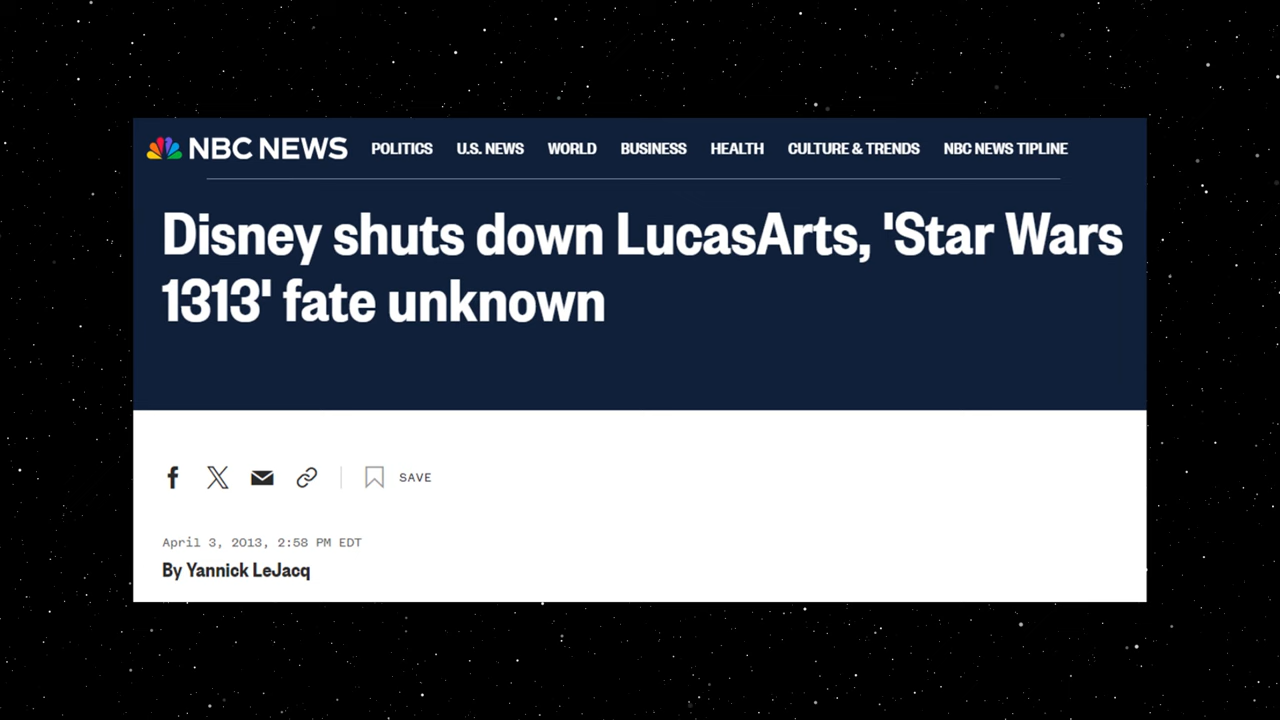 NBC NEWS POLITICS U.S. NEWS WORLD BUSINESS HEALTH CULTURE & TRENDS NBC NEWS TIPLINE
Disney shuts down LucasArts, 'Star Wars
1313' fate unknown
SAVE
April 3, 2013, 2:58 PM EDT
By Yannick LeJacq